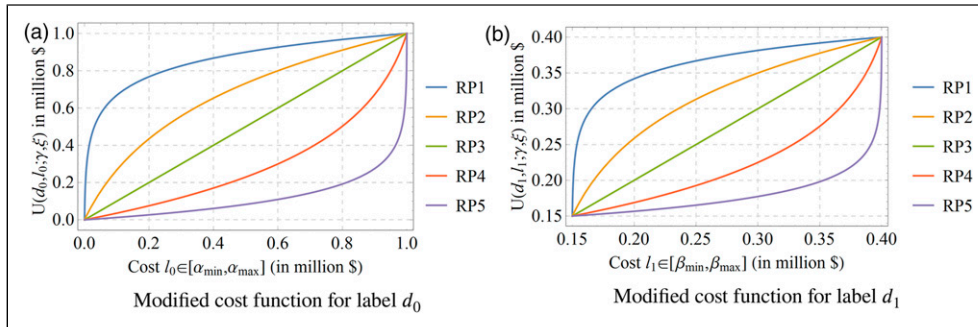 (a)
U(d₀,l₀;γ,ξ) in million $
1.0
0.8
0.6
0.4
0.2
0.0
0.0 0.2 0.4 0.6 0.8 1.0
Cost l₀∈[αmin,αmax] (in million $)
RP1
RP2
RP3
RP4
RP5
Modified cost function for label d₀
(b)
U(d₁,l₁;γ,ξ) in million $
0.40
0.35
0.30
0.25
0.20
0.15
0.15 0.20 0.25 0.30 0.35 0.40
Cost l₁∈[βmin,βmax] (in million $)
RP1
RP2
RP3
RP4
RP5
Modified cost function for label d₁